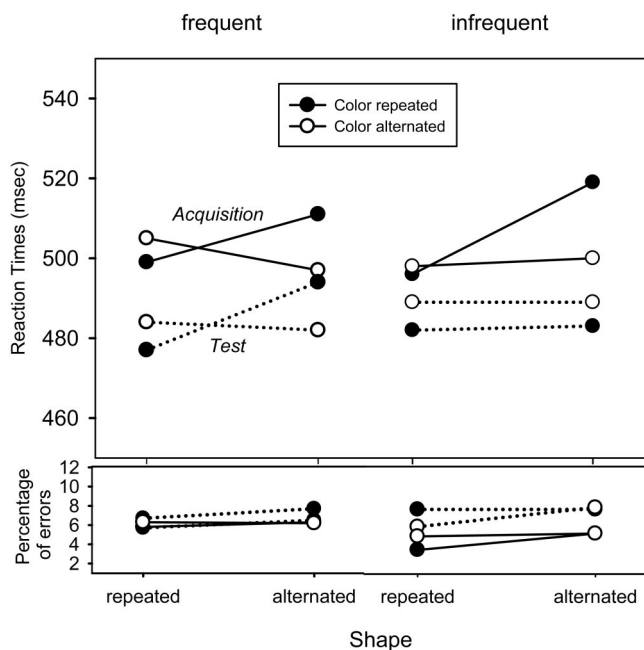 frequent infrequent
540
520
500
480
460
Reaction Times (msec)
Color repeated
Color alternated
Acquisition
Test
12
10
8
6
4
2
Percentage
of errors
repeated alternated repeated alternated
Shape